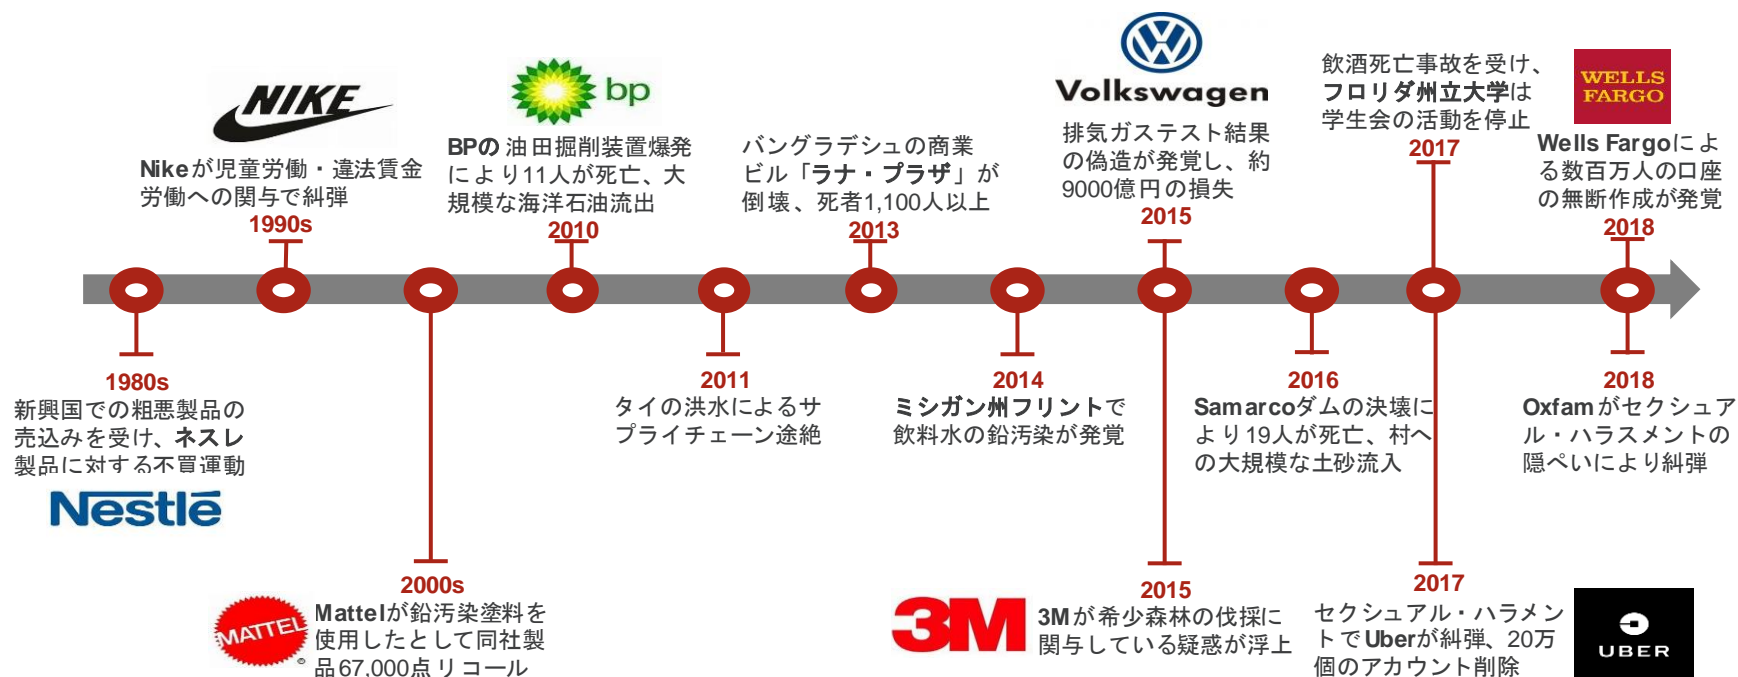 NIKE
Nikeが児童労働・違法賃金
労働への関与で糾弾
1990s
bp
BPの油田掘削装置爆発
により11人が死亡、大
規模な海洋石油流出
2010
バングラデシュの商業
ビル「ラナ・プラザ」が
倒壊、死者1,100人以上
2013
Volkswagen
排気ガステスト結果
の偽造が発覚し、約
9000億円の損失
2015
飲酒死亡事故を受け、
フロリダ州立大学は
学生会の活動を停止
2017
WELLS
FARGO
Wells Fargoによ
る数百万人の口座
の無断作成が発覚
2018
1980s
新興国での粗悪製品の
売込みを受け、ネスレ
製品に対する不買運動
Nestlé
2000s
MATTEL
®
Mattelが鉛汚染塗料を
使用したとして同社製
品67,000点リコール
2011
タイの洪水によるサ
プライチェーン途絶
2014
ミシガン州フリントで
飲料水の鉛汚染が発覚
3M
2015
3Mが希少森林の伐採に
関与している疑惑が浮上
2016
Samarcoダムの決壊に
より19人が死亡、村へ
の大規模な土砂流入
2017
セクシュアル・ハラメン
トでUberが糾弾、20万
個のアカウント削除
UBER
2018
Oxfamがセクシュア
ル・ハラスメントの
隠ぺいにより糾弾